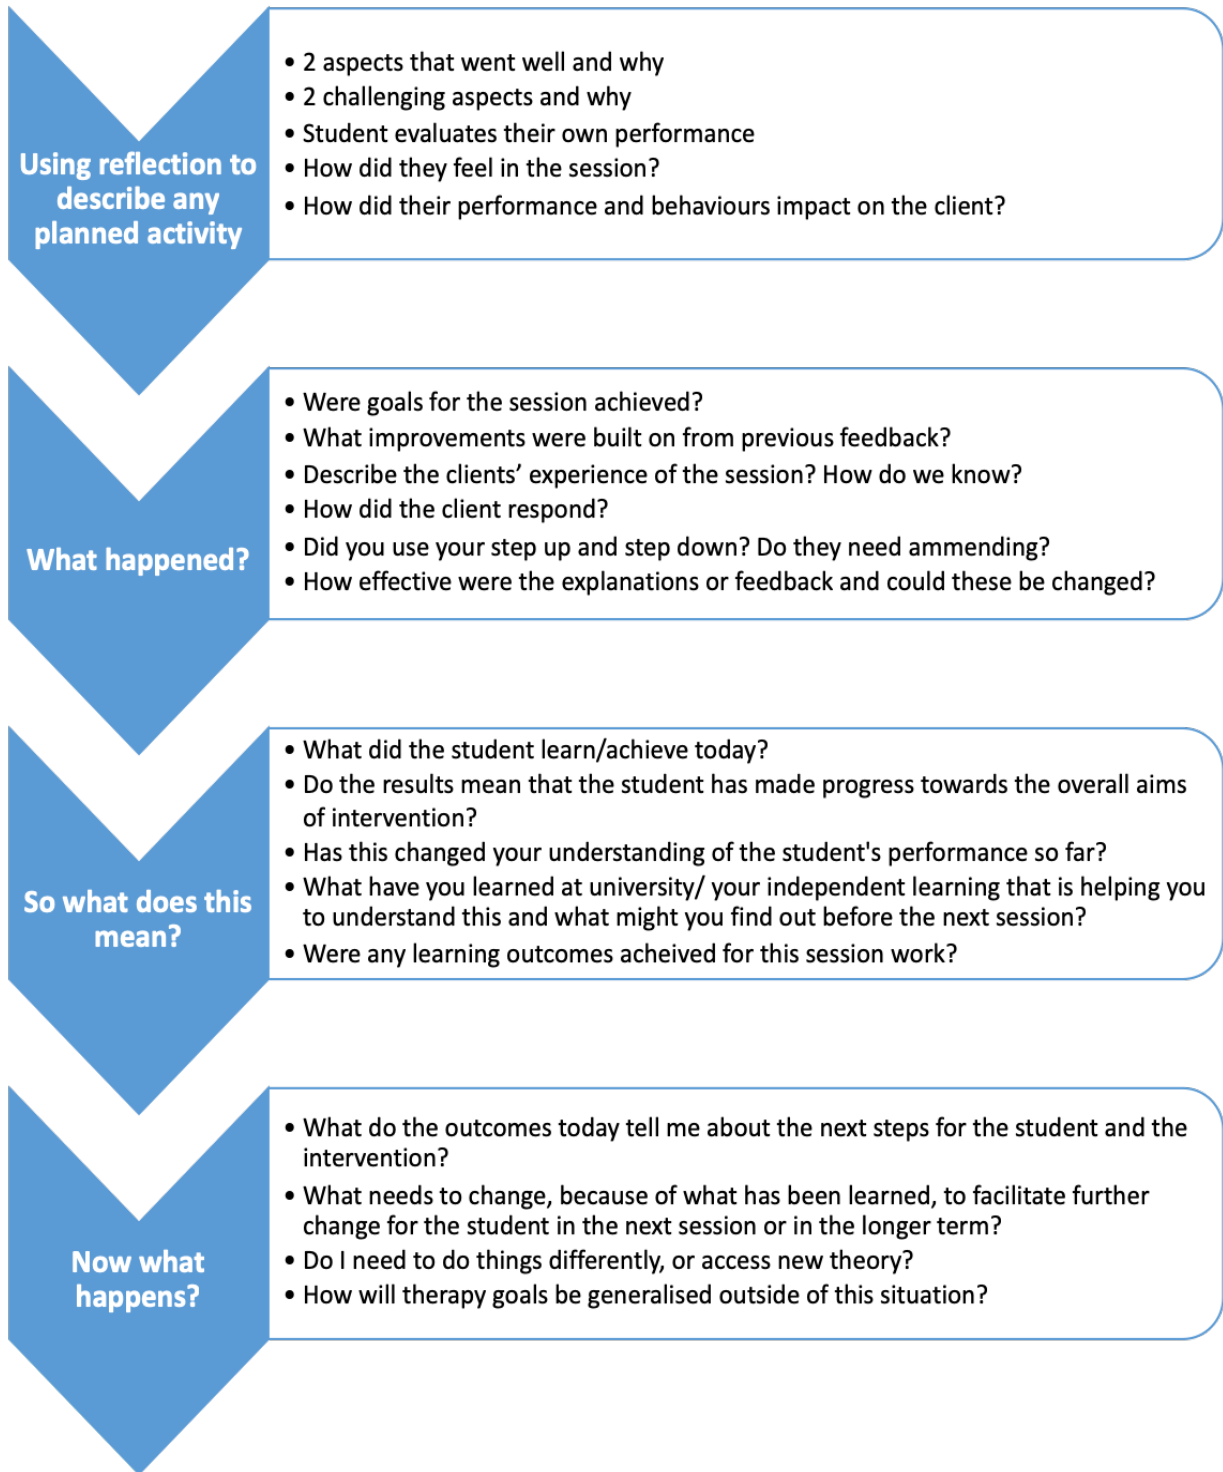 Using reflection to
describe any
planned activity
• 2 aspects that went well and why
• 2 challenging aspects and why
• Student evaluates their own performance
• How did they feel in the session?
• How did their performance and behaviours impact on the client?
What happened?
• Were goals for the session achieved?
• What improvements were built on from previous feedback?
• Describe the clients’ experience of the session? How do we know?
• How did the client respond?
• Did you use your step up and step down? Do they need ammending?
• How effective were the explanations or feedback and could these be changed?
So what does this
mean?
• What did the student learn/achieve today?
• Do the results mean that the student has made progress towards the overall aims
of intervention?
• Has this changed your understanding of the student's performance so far?
• What have you learned at university/ your independent learning that is helping you
to understand this and what might you find out before the next session?
• Were any learning outcomes acheived for this session work?
Now what
happens?
• What do the outcomes today tell me about the next steps for the student and the
intervention?
• What needs to change, because of what has been learned, to facilitate further
change for the student in the next session or in the longer term?
• Do I need to do things differently, or access new theory?
• How will therapy goals be generalised outside of this situation?